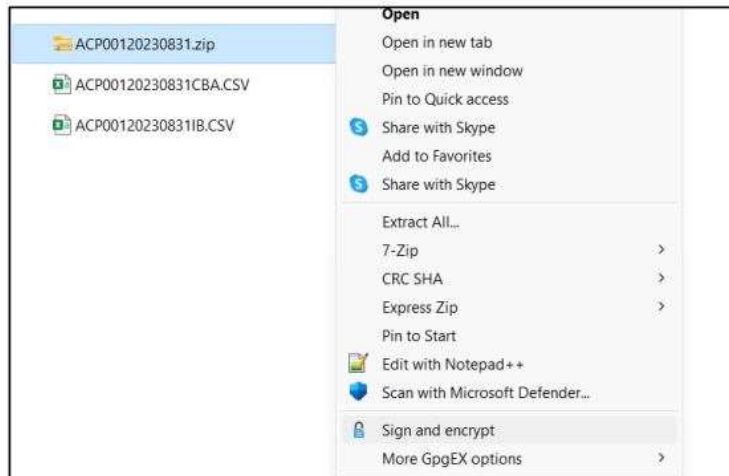 Open
ACP00120230831.zip
Open in new tab
Open in new window
ACP00120230831CBA.CSV
Pin to Quick access
ACP00120230831IB.CSV
Share with Skype
Add to Favorites
Share with Skype
Extract All...
7-Zip
CRC SHA
Express Zip
Pin to Start
Edit with Notepad++
Scan with Microsoft Defender...
Sign and encrypt
More GpgEX options